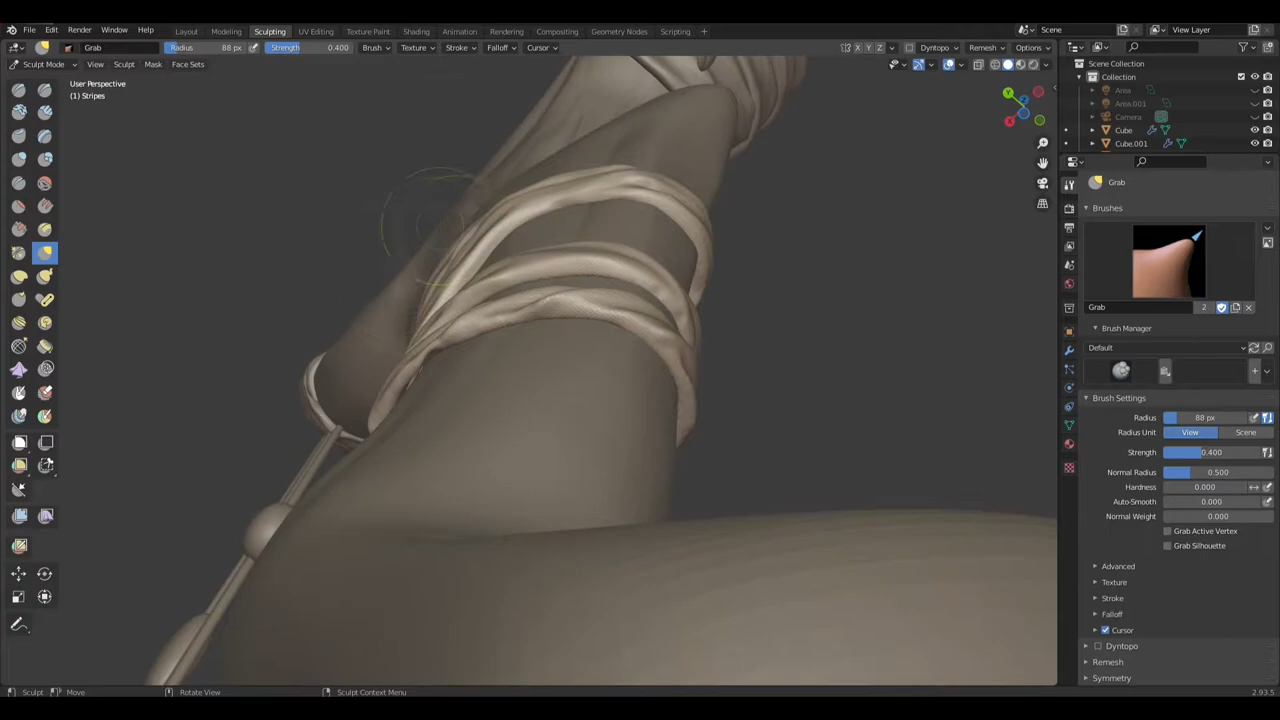 File Edit Render Window Help Layout Modeling Sculpting UV Editing Texture Paint Shading Animation Rendering Compositing Geometry Nodes Scripting + Scene View Layer
Grab Radius 88 px Strength 0.400 Brush Texture Stroke Falloff Cursor X Y Z Dyntopo Remesh Options
Sculpt Mode View Sculpt Mask Face Sets
Scene Collection
Collection
User Perspective
(1) Stripes
Area
Area.001
Camera
Cube
Cube.001
Y
X
Grab
Brushes
Grab 2
Brush Manager
Default
Brush Settings
Radius 88 px
Radius Unit View Scene
Strength 0.400
Normal Radius 0.500
Hardness 0.000
Auto-Smooth 0.000
Normal Weight 0.000
Grab Active Vertex
Grab Silhouette
Advanced
Texture
Stroke
Falloff
Cursor
Dyntopo
Remesh
Symmetry
Sculpt Move Rotate View Sculpt Context Menu 2.93.5